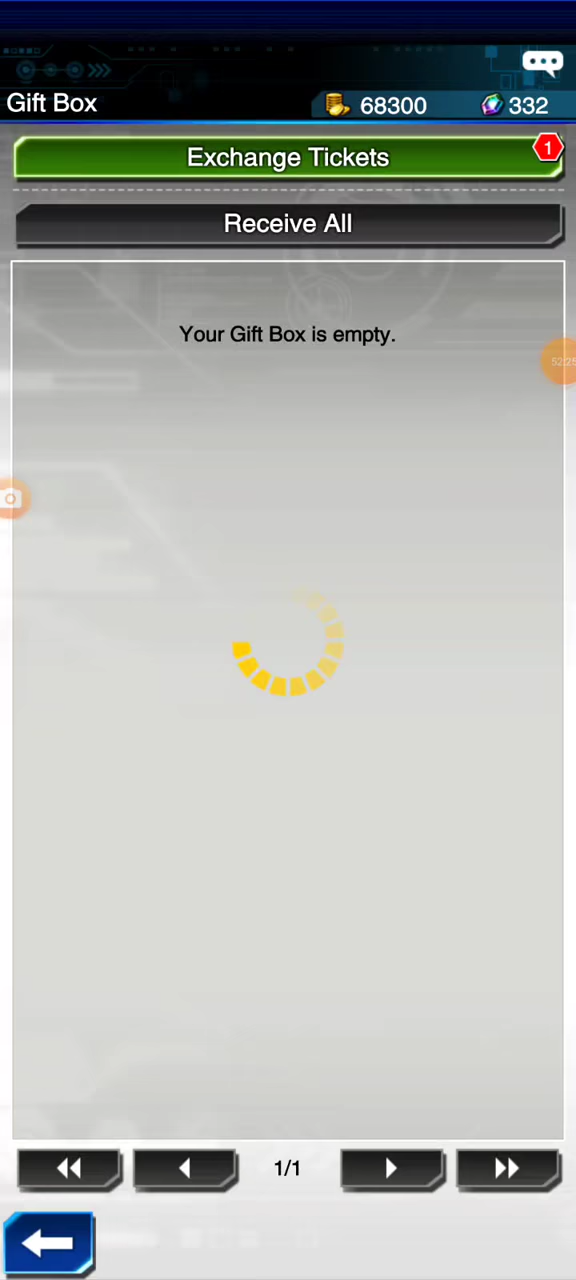 Gift Box
68300
332
Exchange Tickets
1
Receive All
Your Gift Box is empty.
1/1